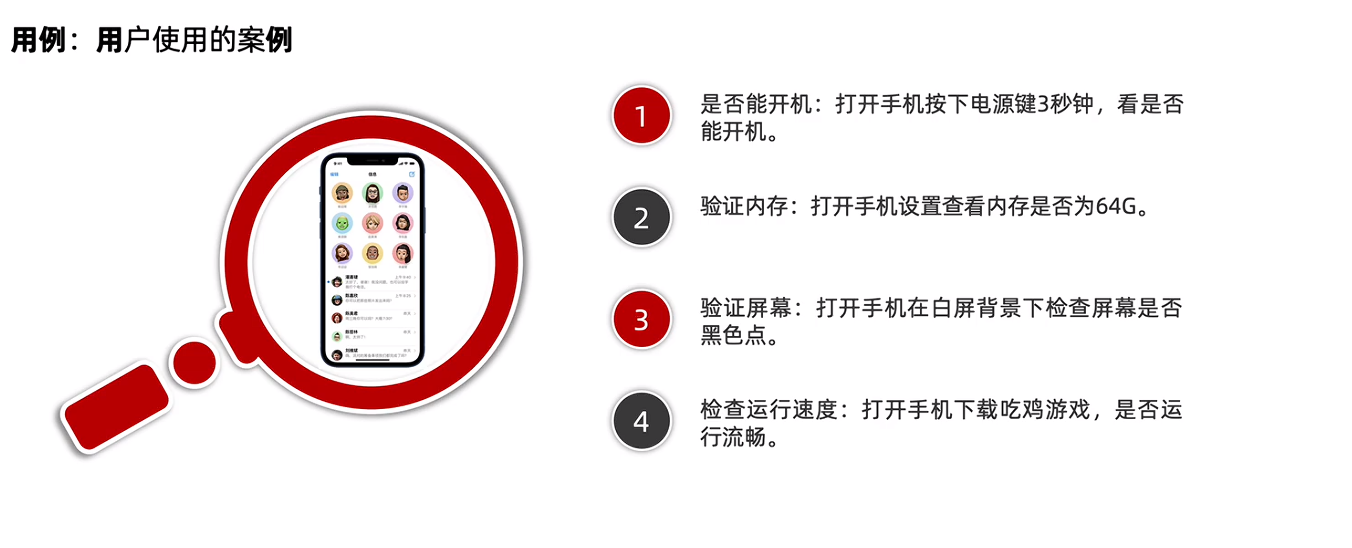 用例：用户使用的案例
1
是否能开机：打开手机按下电源键3秒钟，看是否
能开机。
2
验证内存：打开手机设置查看内存是否为64G。
3
验证屏幕：打开手机在白屏背景下检查屏幕是否
黑色点。
4
检查运行速度：打开手机下载吃鸡游戏，是否运
行流畅。
编辑
信息